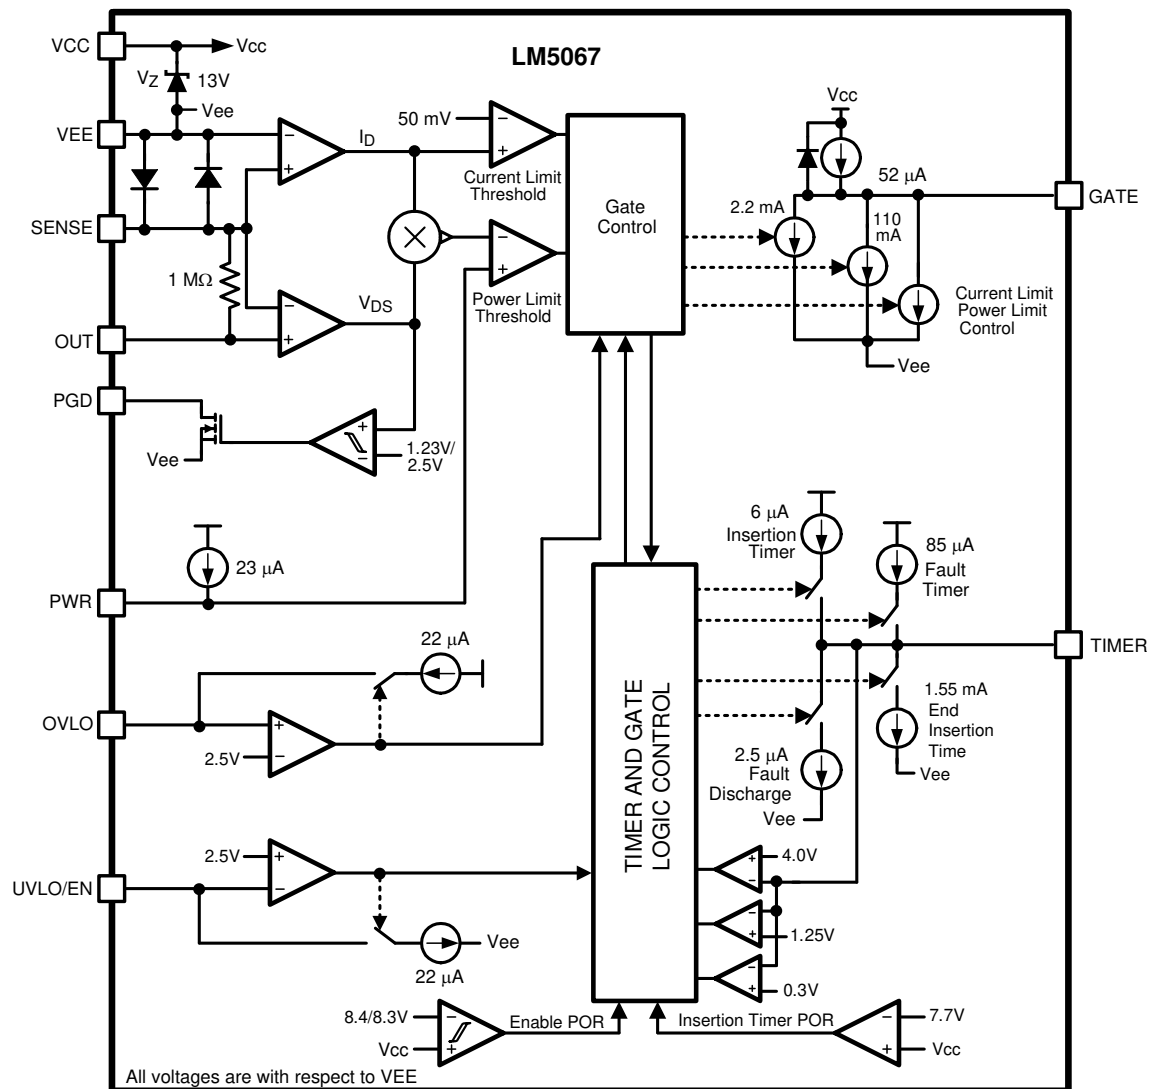 LM5067
VCC
Vcc
VZ 13V
Vee
VEE
SENSE
1 MΩ
OUT
PGD
Vee
−
+
ID
−
+
VDS
+
−
1.23V/
2.5V
50 mV
−
+
Current Limit
Threshold
−
+
Power Limit
Threshold
Gate
Control
Vcc
52 μA
2.2 mA
110
mA
GATE
Current Limit
Power Limit
Control
Vee
PWR
23 μA
22 μA
OVLO
+
−
2.5V
2.5V
+
−
UVLO/EN
22 μA
Vee
TIMER AND GATE
LOGIC CONTROL
6 μA
Insertion
Timer
85 μA
Fault
Timer
TIMER
1.55 mA
End
Insertion
Time
Vee
2.5 μA
Fault
Discharge
Vee
+
−
4.0V
−
+
1.25V
−
+
0.3V
8.4/8.3V
−
Vcc
+
Enable POR
Insertion Timer POR
−
7.7V
+
Vcc
All voltages are with respect to VEE